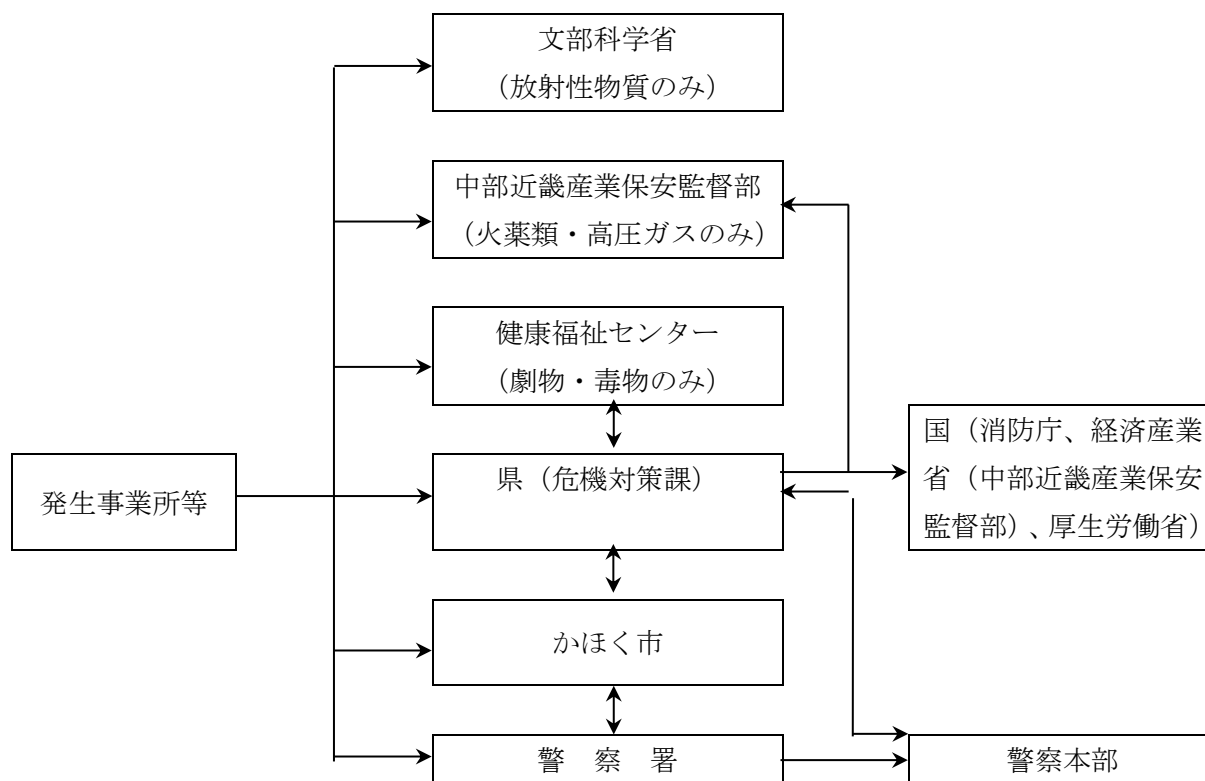 文部科学省
（放射性物質のみ）
中部近畿産業保安監督部
（火薬類・高圧ガスのみ）
健康福祉センター
（劇物・毒物のみ）
発生事業所等
県（危機対策課）
国（消防庁、経済産業
省（中部近畿産業保安
監督部）、厚生労働省）
かほく市
警　察　署
警察本部